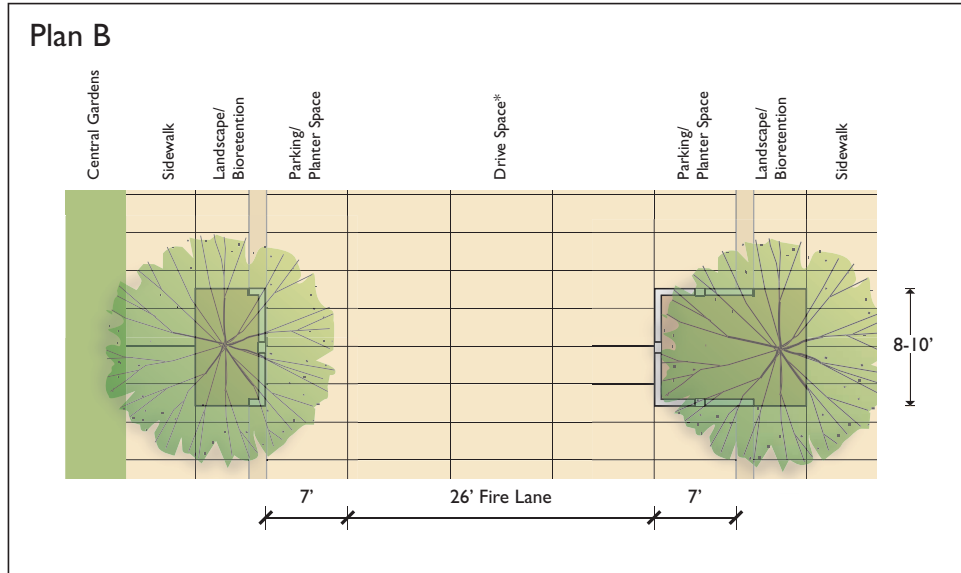 Plan B
Central Gardens
Sidewalk
Landscape/
Bioretention
Parking/
Planter Space
Drive Space*
Parking/
Planter Space
Landscape/
Bioretention
Sidewalk
8-10'
7'
26' Fire Lane
7'